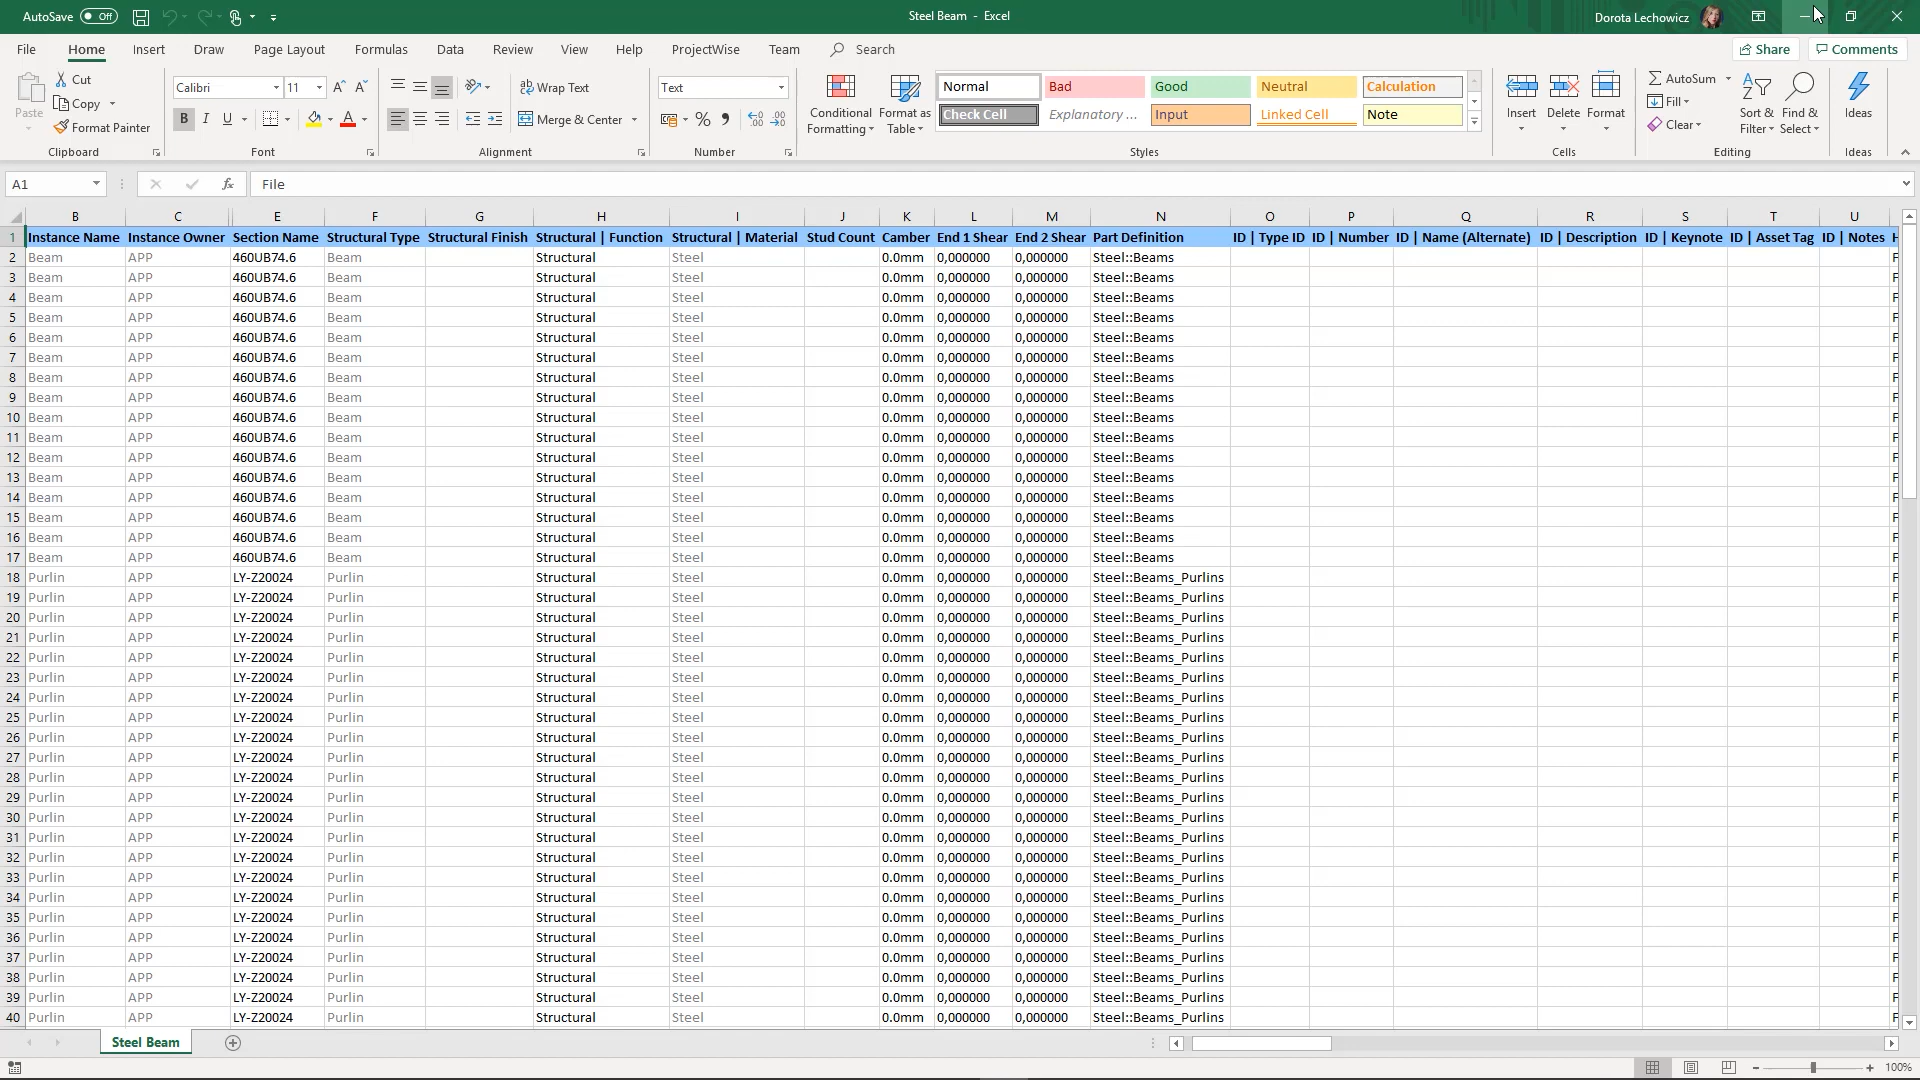 AutoSave Off Steel Beam - Excel Dorota Lechowicz
File Home Insert Draw Page Layout Formulas Data Review View Help ProjectWise Team Search Share Comments
Paste Cut Copy Format Painter Clipboard
Calibri 11 B I U A Font
Wrap Text Merge & Center Alignment
Text % Number
Conditional Formatting Format as Table
Normal Bad Good Neutral Calculation
Check Cell Explanatory ... Input Linked Cell Note
Styles
Insert Delete Format Cells
AutoSum Fill Clear Sort & Filter Find & Select Editing
Ideas Ideas
A1 fx File
B C E F G H I J K L M N O P Q R S T U
1 Instance Name Instance Owner Section Name Structural Type Structural Finish Structural | Function Structural | Material Stud Count Camber End 1 Shear End 2 Shear Part Definition ID | Type ID ID | Number ID | Name (Alternate) ID | Description ID | Keynote ID | Asset Tag ID | Notes
2 Beam APP 460UB74.6 Beam Structural Steel 0.0mm 0,000000 0,000000 Steel::Beams F
3 Beam APP 460UB74.6 Beam Structural Steel 0.0mm 0,000000 0,000000 Steel::Beams F
4 Beam APP 460UB74.6 Beam Structural Steel 0.0mm 0,000000 0,000000 Steel::Beams F
5 Beam APP 460UB74.6 Beam Structural Steel 0.0mm 0,000000 0,000000 Steel::Beams F
6 Beam APP 460UB74.6 Beam Structural Steel 0.0mm 0,000000 0,000000 Steel::Beams F
7 Beam APP 460UB74.6 Beam Structural Steel 0.0mm 0,000000 0,000000 Steel::Beams F
8 Beam APP 460UB74.6 Beam Structural Steel 0.0mm 0,000000 0,000000 Steel::Beams F
9 Beam APP 460UB74.6 Beam Structural Steel 0.0mm 0,000000 0,000000 Steel::Beams F
10 Beam APP 460UB74.6 Beam Structural Steel 0.0mm 0,000000 0,000000 Steel::Beams F
11 Beam APP 460UB74.6 Beam Structural Steel 0.0mm 0,000000 0,000000 Steel::Beams F
12 Beam APP 460UB74.6 Beam Structural Steel 0.0mm 0,000000 0,000000 Steel::Beams F
13 Beam APP 460UB74.6 Beam Structural Steel 0.0mm 0,000000 0,000000 Steel::Beams F
14 Beam APP 460UB74.6 Beam Structural Steel 0.0mm 0,000000 0,000000 Steel::Beams F
15 Beam APP 460UB74.6 Beam Structural Steel 0.0mm 0,000000 0,000000 Steel::Beams F
16 Beam APP 460UB74.6 Beam Structural Steel 0.0mm 0,000000 0,000000 Steel::Beams F
17 Beam APP 460UB74.6 Beam Structural Steel 0.0mm 0,000000 0,000000 Steel::Beams F
18 Purlin APP LY-Z20024 Purlin Structural Steel 0.0mm 0,000000 0,000000 Steel::Beams_Purlins F
19 Purlin APP LY-Z20024 Purlin Structural Steel 0.0mm 0,000000 0,000000 Steel::Beams_Purlins F
20 Purlin APP LY-Z20024 Purlin Structural Steel 0.0mm 0,000000 0,000000 Steel::Beams_Purlins F
21 Purlin APP LY-Z20024 Purlin Structural Steel 0.0mm 0,000000 0,000000 Steel::Beams_Purlins F
22 Purlin APP LY-Z20024 Purlin Structural Steel 0.0mm 0,000000 0,000000 Steel::Beams_Purlins F
23 Purlin APP LY-Z20024 Purlin Structural Steel 0.0mm 0,000000 0,000000 Steel::Beams_Purlins F
24 Purlin APP LY-Z20024 Purlin Structural Steel 0.0mm 0,000000 0,000000 Steel::Beams_Purlins F
25 Purlin APP LY-Z20024 Purlin Structural Steel 0.0mm 0,000000 0,000000 Steel::Beams_Purlins F
26 Purlin APP LY-Z20024 Purlin Structural Steel 0.0mm 0,000000 0,000000 Steel::Beams_Purlins F
27 Purlin APP LY-Z20024 Purlin Structural Steel 0.0mm 0,000000 0,000000 Steel::Beams_Purlins F
28 Purlin APP LY-Z20024 Purlin Structural Steel 0.0mm 0,000000 0,000000 Steel::Beams_Purlins F
29 Purlin APP LY-Z20024 Purlin Structural Steel 0.0mm 0,000000 0,000000 Steel::Beams_Purlins F
30 Purlin APP LY-Z20024 Purlin Structural Steel 0.0mm 0,000000 0,000000 Steel::Beams_Purlins F
31 Purlin APP LY-Z20024 Purlin Structural Steel 0.0mm 0,000000 0,000000 Steel::Beams_Purlins F
32 Purlin APP LY-Z20024 Purlin Structural Steel 0.0mm 0,000000 0,000000 Steel::Beams_Purlins F
33 Purlin APP LY-Z20024 Purlin Structural Steel 0.0mm 0,000000 0,000000 Steel::Beams_Purlins F
34 Purlin APP LY-Z20024 Purlin Structural Steel 0.0mm 0,000000 0,000000 Steel::Beams_Purlins F
35 Purlin APP LY-Z20024 Purlin Structural Steel 0.0mm 0,000000 0,000000 Steel::Beams_Purlins F
36 Purlin APP LY-Z20024 Purlin Structural Steel 0.0mm 0,000000 0,000000 Steel::Beams_Purlins F
37 Purlin APP LY-Z20024 Purlin Structural Steel 0.0mm 0,000000 0,000000 Steel::Beams_Purlins F
38 Purlin APP LY-Z20024 Purlin Structural Steel 0.0mm 0,000000 0,000000 Steel::Beams_Purlins F
39 Purlin APP LY-Z20024 Purlin Structural Steel 0.0mm 0,000000 0,000000 Steel::Beams_Purlins F
40 Purlin APP LY-Z20024 Purlin Structural Steel 0.0mm 0,000000 0,000000 Steel::Beams_Purlins F
Steel Beam
100%